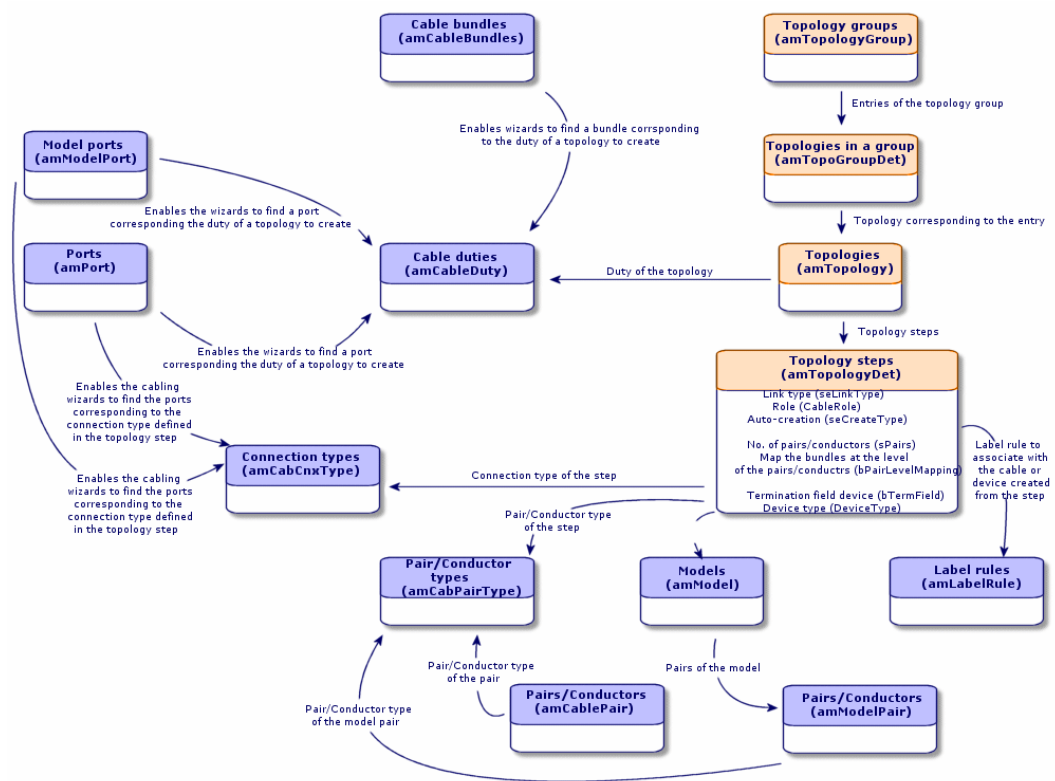 Cable bundles
(amCableBundles)
Topology groups
(amTopologyGroup)
Entries of the topology group
Enables wizards to find a bundle corrsponding
to the duty of a topology to create
Model ports
(amModelPort)
Topologies in a group
(amTopoGroupDet)
Enables the wizards to find a port
corresponding the duty of a topology to create
Topology corresponding to the entry
Ports
(amPort)
Cable duties
(amCableDuty)
Duty of the topology
Topologies
(amTopology)
Topology steps
Enables the wizards to find a port
corresponding the duty of a topology to create
Topology steps
(amTopologyDet)
Link type (seLinkType)
Role (CableRole)
Auto-creation (seCreateType)
No. of pairs/conductors (sPairs)
Map the bundles at the level
of the pairs/conductrs (bPairLevelMapping)
Termination field device (bTermField)
Device type (DeviceType)
Label rule to
associate with
the cable or
device created
from the step
Enables the cabling
wizards to find the ports
corresponding to the
connection type defined
in the topology step
Connection types
(amCabCnxType)
Connection type of the step
Enables the cabling
wizards to find the ports
corresponding to the
connection type defined
in the topology step
Pair/Conductor type
of the step
Pair/Conductor
types
(amCabPairType)
Models
(amModel)
Label rules
(amLabelRule)
Pair/Conductor type
of the pair
Pairs of the model
Pair/Conductor type
of the model pair
Pairs/Conductors
(amCablePair)
Pairs/Conductors
(amModelPair)